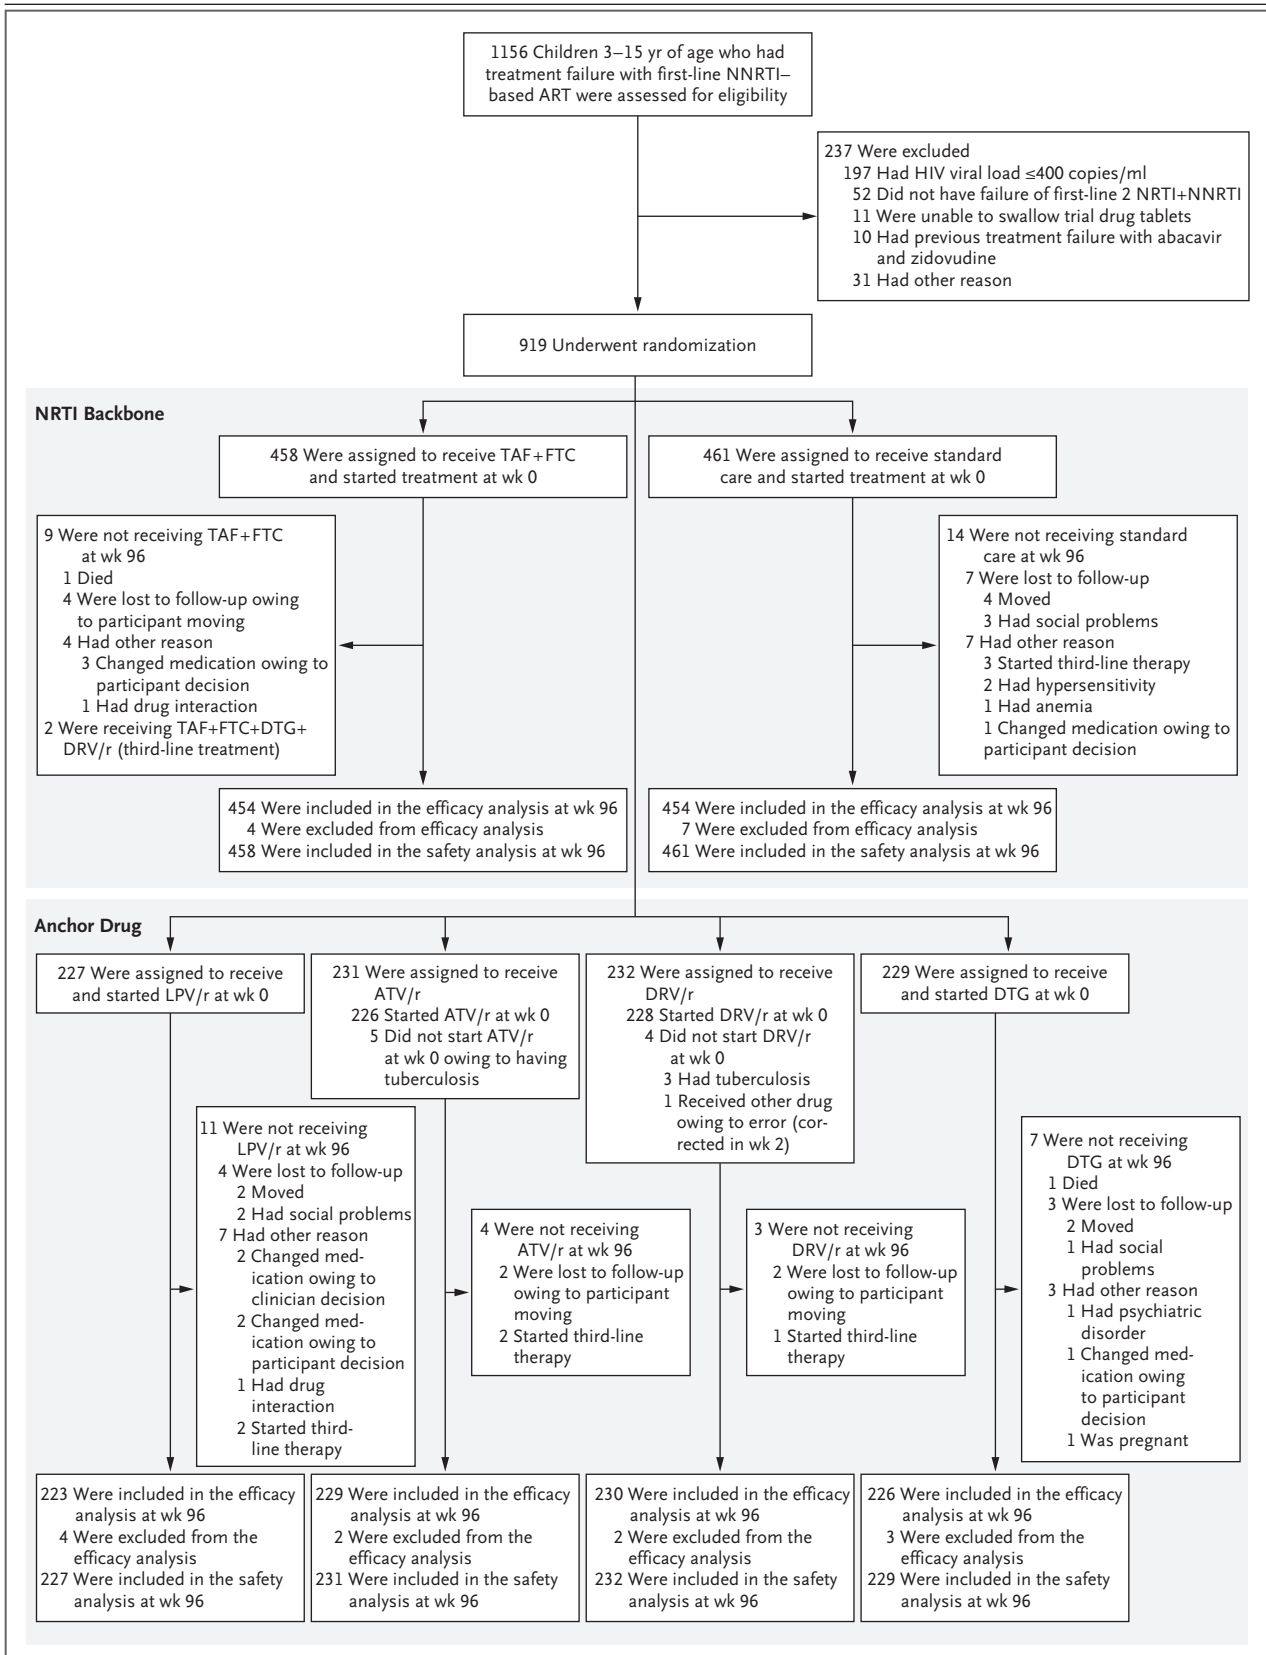 1156 Children 3–15 yr of age who had
treatment failure with first-line NNRTI–
based ART were assessed for eligibility
237 Were excluded
197 Had HIV viral load ≤400 copies/ml
52 Did not have failure of first-line 2 NRTI+NNRTI
11 Were unable to swallow trial drug tablets
10 Had previous treatment failure with abacavir
and zidovudine
31 Had other reason
919 Underwent randomization
NRTI Backbone
458 Were assigned to receive TAF+FTC
and started treatment at wk 0
461 Were assigned to receive standard
care and started treatment at wk 0
9 Were not receiving TAF+FTC
at wk 96
1 Died
4 Were lost to follow-up owing
to participant moving
4 Had other reason
3 Changed medication owing to
participant decision
1 Had drug interaction
2 Were receiving TAF+FTC+DTG+
DRV/r (third-line treatment)
14 Were not receiving standard
care at wk 96
7 Were lost to follow-up
4 Moved
3 Had social problems
7 Had other reason
3 Started third-line therapy
2 Had hypersensitivity
1 Had anemia
1 Changed medication owing to
participant decision
454 Were included in the efficacy analysis at wk 96
4 Were excluded from efficacy analysis
458 Were included in the safety analysis at wk 96
454 Were included in the efficacy analysis at wk 96
7 Were excluded from efficacy analysis
461 Were included in the safety analysis at wk 96
Anchor Drug
227 Were assigned to receive
and started LPV/r at wk 0
231 Were assigned to receive
ATV/r
226 Started ATV/r at wk 0
5 Did not start ATV/r
at wk 0 owing to having
tuberculosis
232 Were assigned to receive
DRV/r
228 Started DRV/r at wk 0
4 Did not start DRV/r
at wk 0
3 Had tuberculosis
1 Received other drug
owing to error (cor-
rected in wk 2)
229 Were assigned to receive
and started DTG at wk 0
11 Were not receiving
LPV/r at wk 96
4 Were lost to follow-up
2 Moved
2 Had social problems
7 Had other reason
2 Changed med-
ication owing to
clinician decision
2 Changed med-
ication owing to
participant decision
1 Had drug
interaction
2 Started third-
line therapy
4 Were not receiving
ATV/r at wk 96
2 Were lost to follow-up
owing to participant
moving
2 Started third-line
therapy
3 Were not receiving
DRV/r at wk 96
2 Were lost to follow-up
owing to participant
moving
1 Started third-line
therapy
7 Were not receiving
DTG at wk 96
1 Died
3 Were lost to follow-up
2 Moved
1 Had social
problems
3 Had other reason
1 Had psychiatric
disorder
1 Changed med-
ication owing
to participant
decision
1 Was pregnant
223 Were included in the efficacy
analysis at wk 96
4 Were excluded from the
efficacy analysis
227 Were included in the safety
analysis at wk 96
229 Were included in the efficacy
analysis at wk 96
2 Were excluded from the
efficacy analysis
231 Were included in the safety
analysis at wk 96
230 Were included in the efficacy
analysis at wk 96
2 Were excluded from the
efficacy analysis
232 Were included in the safety
analysis at wk 96
226 Were included in the efficacy
analysis at wk 96
3 Were excluded from the
efficacy analysis
229 Were included in the safety
analysis at wk 96